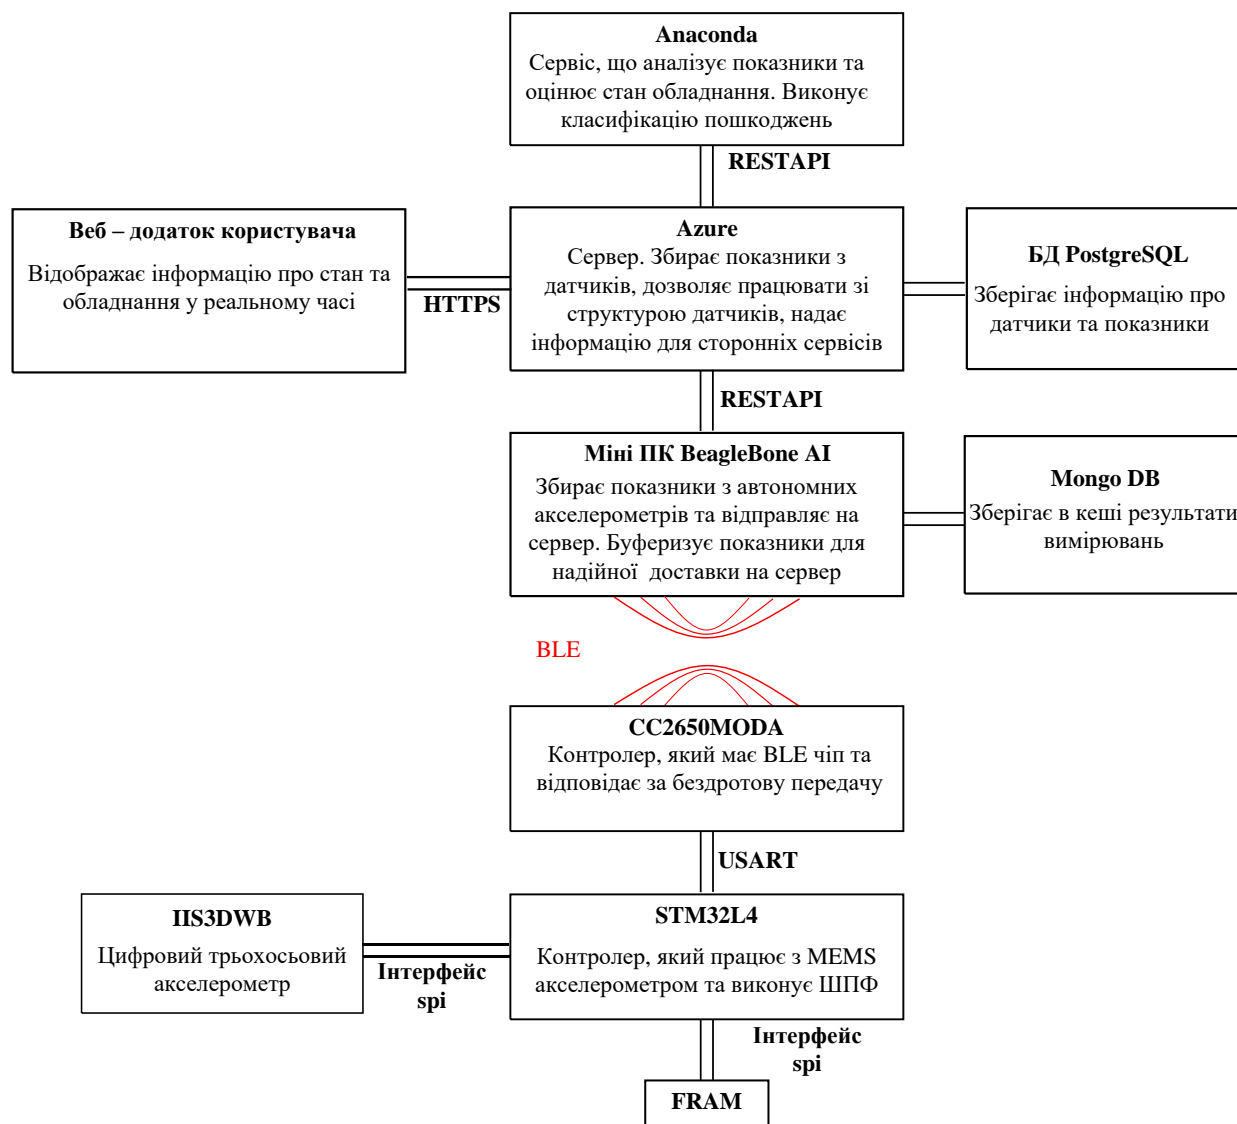 Anaconda
Сервіс, що аналізує показники та
оцінює стан обладнання. Виконує
класифікацію пошкоджень
RESTAPI
Веб – додаток користувача
Відображає інформацію про стан та
обладнання у реальному часі
HTTPS
Azure
Сервер. Збирає показники з
датчиків, дозволяє працювати зі
структурою датчиків, надає
інформацію для сторонніх сервісів
БД PostgreSQL
Зберігає інформацію про
датчики та показники
RESTAPI
Міні ПК BeagleBone AI
Збирає показники з автономних
акселерометрів та відправляє на
сервер. Буферизує показники для
надійної доставки на сервер
Mongo DB
Зберігає в кеші результати
вимірювань
BLE
CC2650MODA
Контролер, який має BLE чіп та
відповідає за бездротову передачу
USART
IIS3DWB
Цифровий трьохосьовий
акселерометр
Інтерфейс
spi
STM32L4
Контролер, який працює з MEMS
акселерометром та виконує ШПФ
Інтерфейс
spi
FRAM